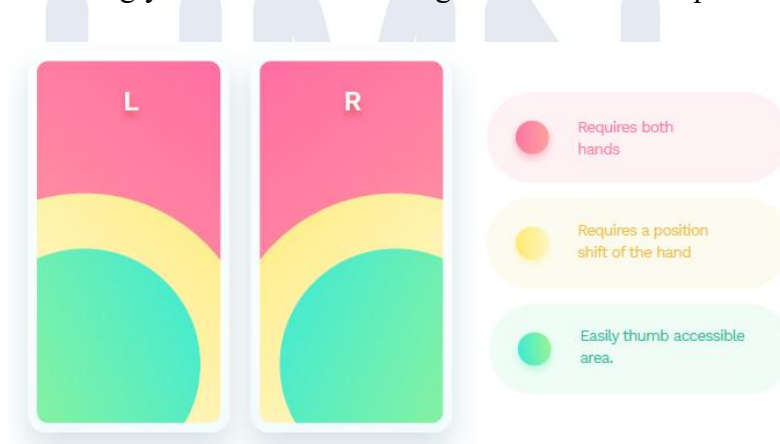 L
R
Requires both
hands
Requires a position
shift of the hand
Easily thumb accessible
area.